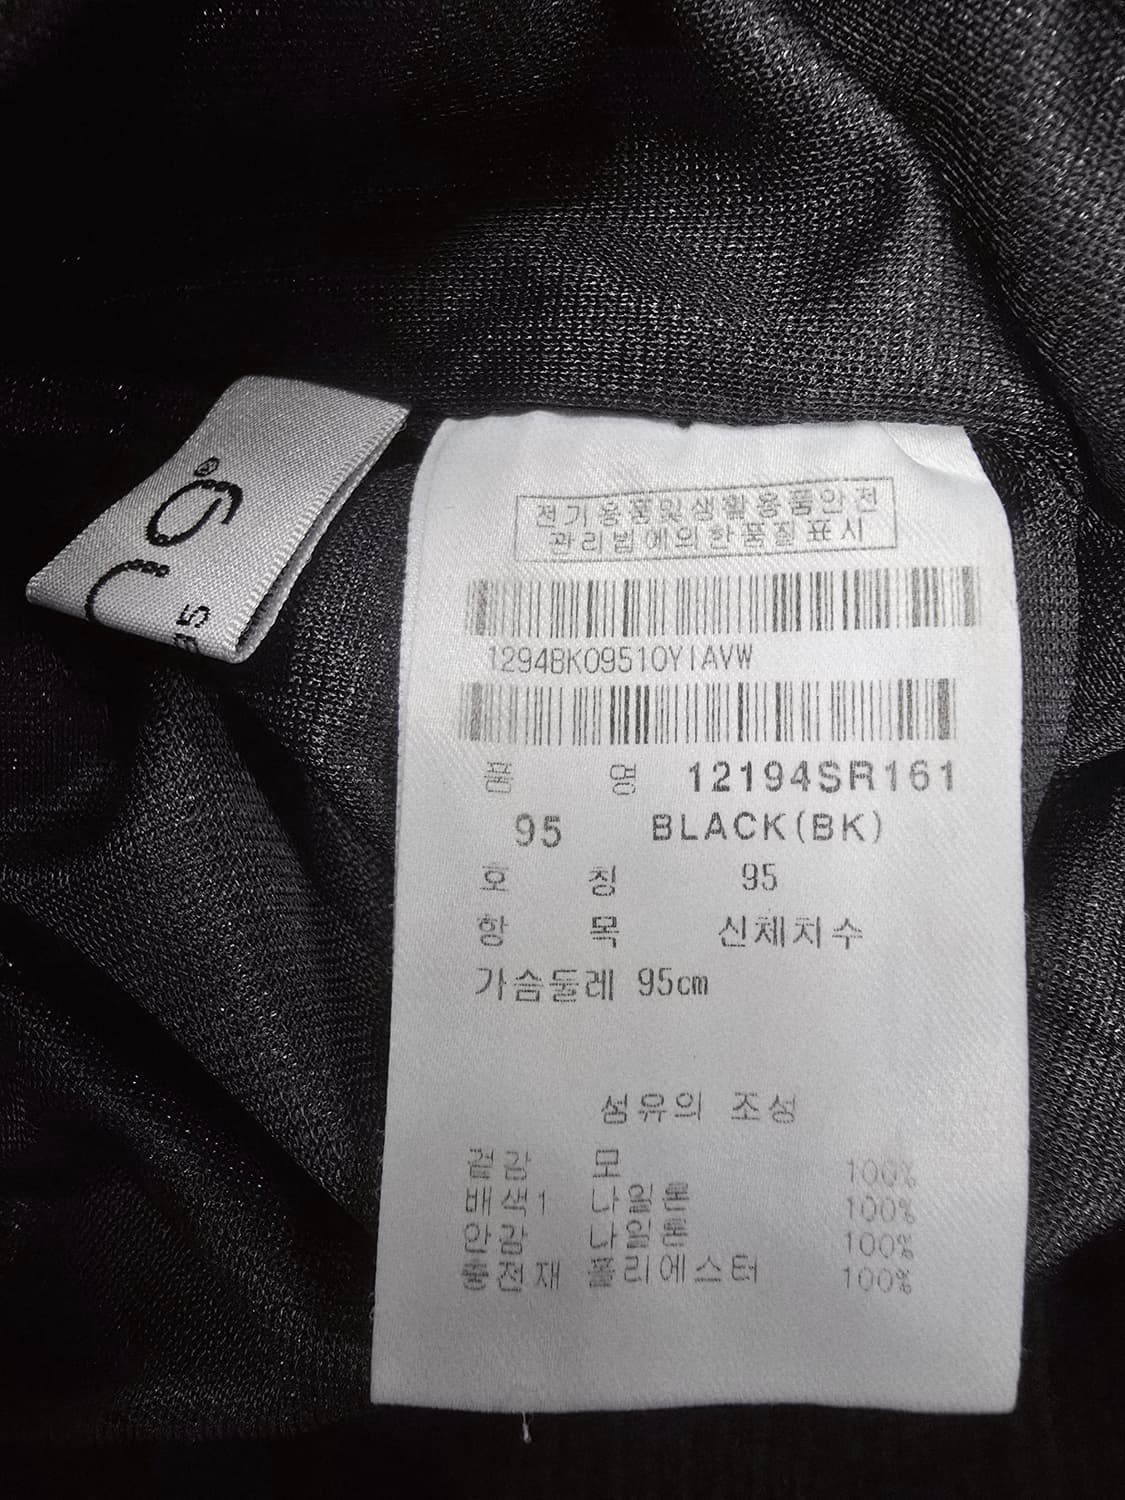 전기용품및생활용품안전
관리법에의한품질표시
1294BK09510YIAVW
품 명 12194SR161
95 BLACK(BK)
호 칭 95
항 목 신체치수
가슴둘레 95cm
섬유의 조성
겉감 모 100%
배색1 나일론 100%
안감 나일론 100%
충전재 폴리에스터 100%
95